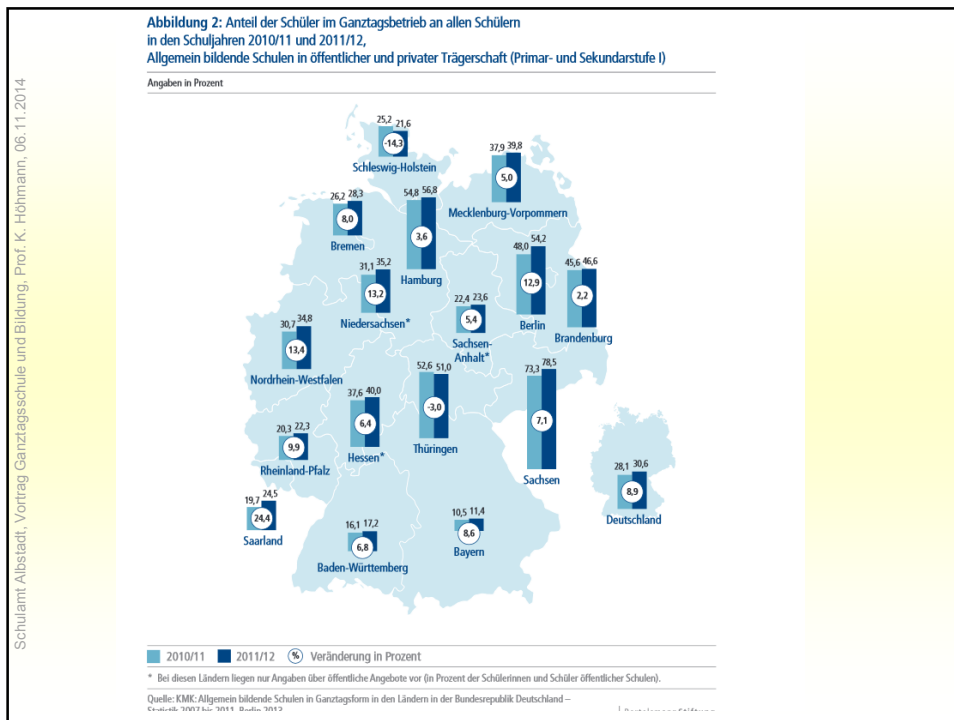 Schulamt Albstadt, Vortrag Ganztagsschule und Bildung, Prof. K. Höhmann, 06.11.2014
Abbildung 2: Anteil der Schüler im Ganztagsbetrieb an allen Schülern
in den Schuljahren 2010/11 und 2011/12,
Allgemein bildende Schulen in öffentlicher und privater Trägerschaft (Primar- und Sekundarstufe I)
Angaben in Prozent
25,2 21,6
-14,3
Schleswig-Holstein
37,9 39,8
5,0
Mecklenburg-Vorpommern
26,2 28,3
8,0
Bremen
54,8 56,8
3,6
Hamburg
48,0 54,2
12,9
Berlin
45,6 46,6
2,2
Brandenburg
31,1 35,2
13,2
Niedersachsen*
22,4 23,6
5,4
Sachsen-
Anhalt*
30,7 34,8
13,4
Nordrhein-Westfalen
52,6 51,0
-3,0
Thüringen
73,3 78,5
7,1
Sachsen
37,6 40,0
6,4
Hessen*
20,3 22,3
9,9
Rheinland-Pfalz
28,1 30,6
8,9
Deutschland
19,7 24,5
24,4
Saarland
16,1 17,2
6,8
Baden-Württemberg
10,5 11,4
8,6
Bayern
2010/11 2011/12 % Veränderung in Prozent
* Bei diesen Ländern liegen nur Angaben über öffentliche Angebote vor (in Prozent der Schülerinnen und Schüler öffentlicher Schulen).
Quelle: KMK: Allgemein bildende Schulen in Ganztagsform in den Ländern in der Bundesrepublik Deutschland –
Statistik 2007 bis 2011, Berlin 2013